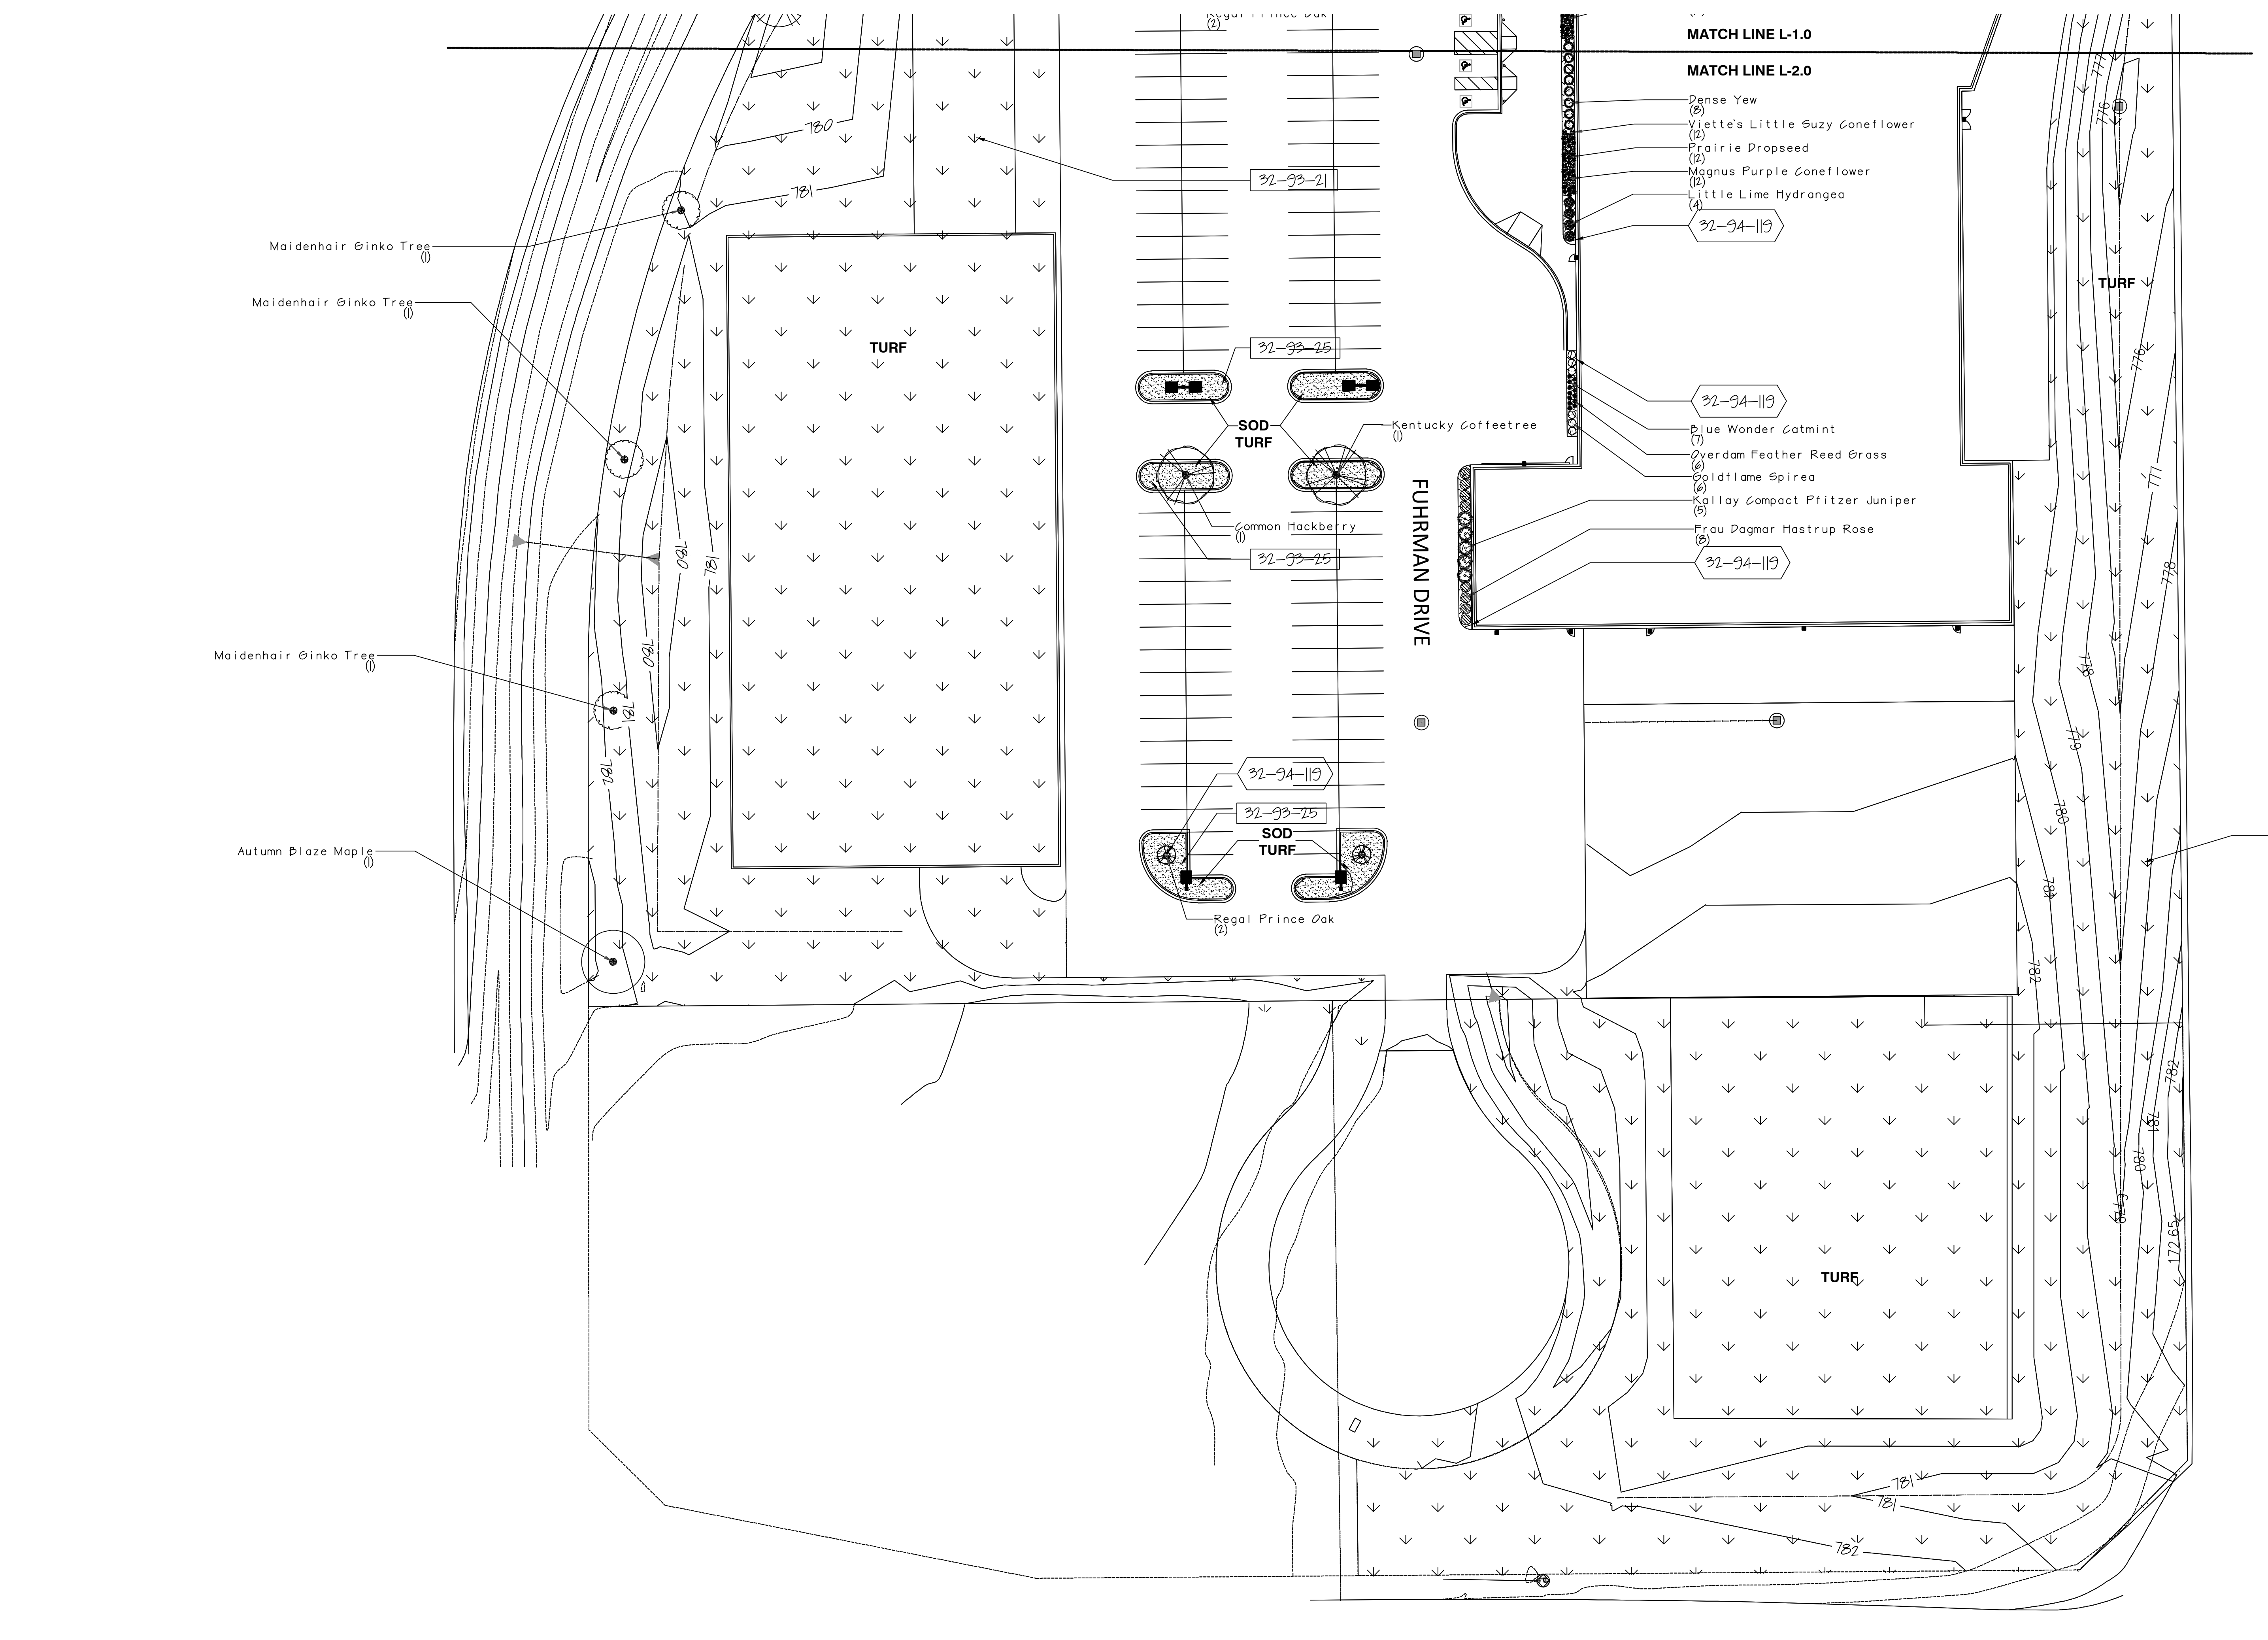 Regal Prince Oak
(2)
MATCH LINE L-1.0
MATCH LINE L-2.0
Dense Yew
(8)
Viette's Little Suzy Coneflower
(12)
Prairie Dropseed
(12)
Magnus Purple Coneflower
(12)
Little Lime Hydrangea
(4)
32-94-119
777
776
780
781
32-93-21
Maidenhair Ginko Tree
(1)
Maidenhair Ginko Tree
(1)
TURF
TURF
32-93-25
776
SOD
TURF
Kentucky Coffeetree
(1)
32-94-119
Blue Wonder Catmint
(7)
Overdam Feather Reed Grass
(6)
Goldflame Spirea
(6)
Kallay Compact Pfitzer Juniper
(5)
Frau Dagmar Hastrup Rose
(8)
32-94-119
777
778
Common Hackberry
(1)
32-93-25
FUHRMAN DRIVE
780
781
780
Maidenhair Ginko Tree
(1)
781
782
778
779
780
781
782
32-94-119
32-93-25
SOD
TURF
Autumn Blaze Maple
(1)
Regal Prince Oak
(2)
782
781
780
779
172.65
TURF
781
781
782